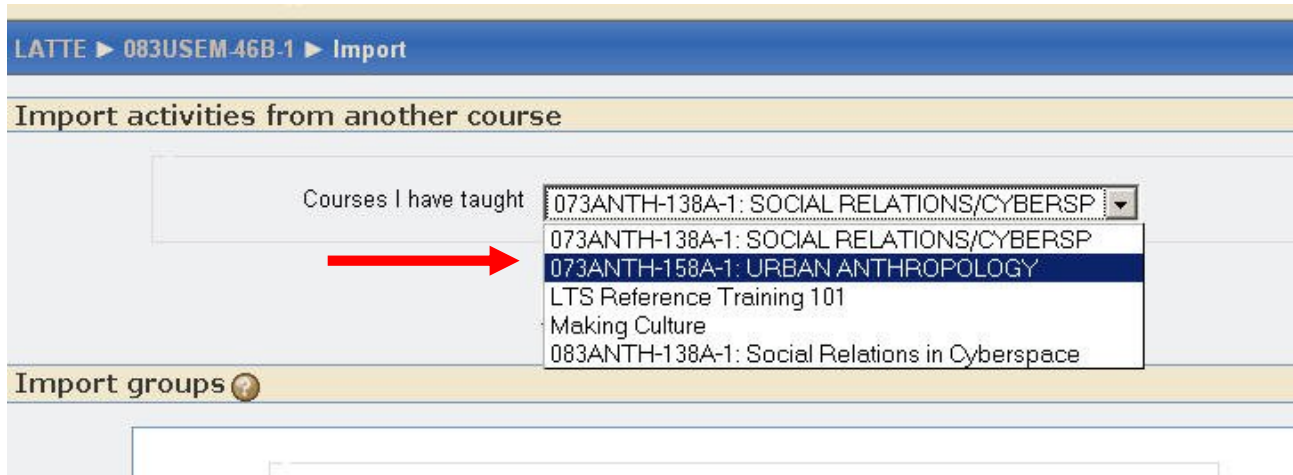 LATTE ► 083USEM-46B-1 ► Import
Import activities from another course
Courses I have taught 073ANTH-138A-1: SOCIAL RELATIONS/CYBERSP
073ANTH-138A-1: SOCIAL RELATIONS/CYBERSP
073ANTH-158A-1: URBAN ANTHROPOLOGY
LTS Reference Training 101
Making Culture
083ANTH-138A-1: Social Relations in Cyberspace
Import groups